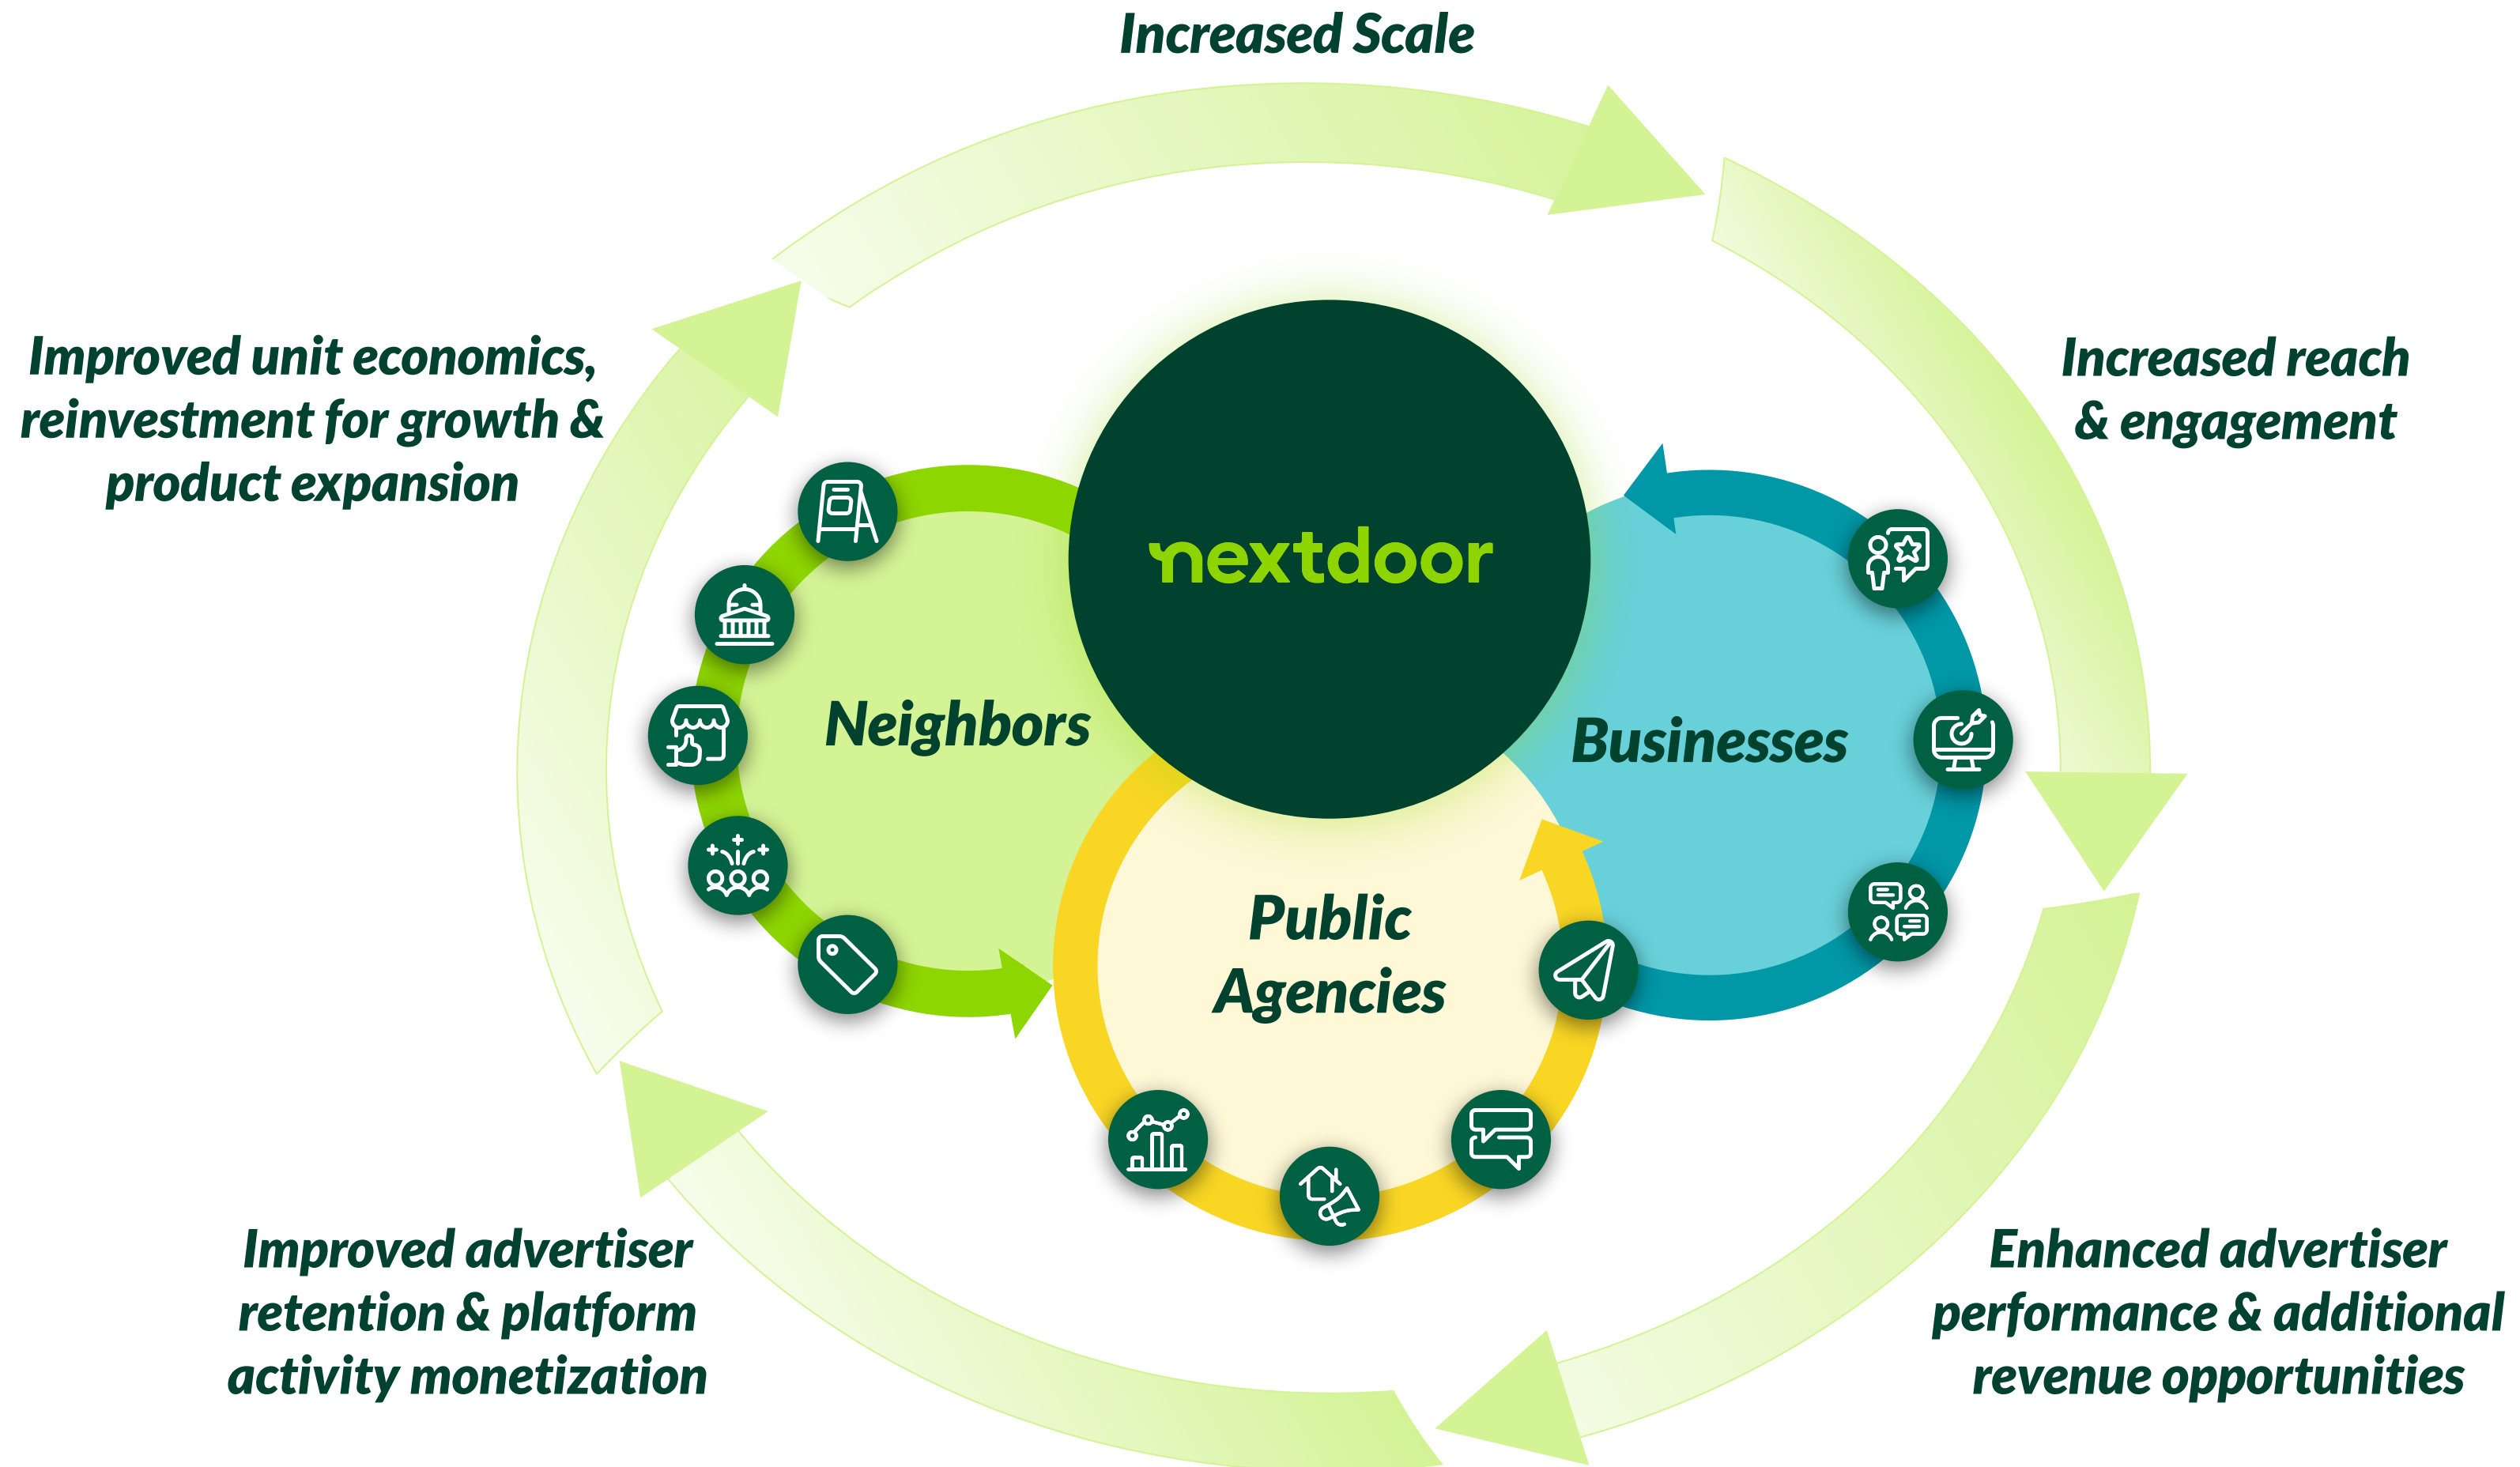 Increased Scale
Improved unit economics,
reinvestment for growth &
product expansion
Increased reach
& engagement
nextdoor
Neighbors
Businesses
Public
Agencies
Improved advertiser
retention & platform
activity monetization
Enhanced advertiser
performance & additional
revenue opportunities